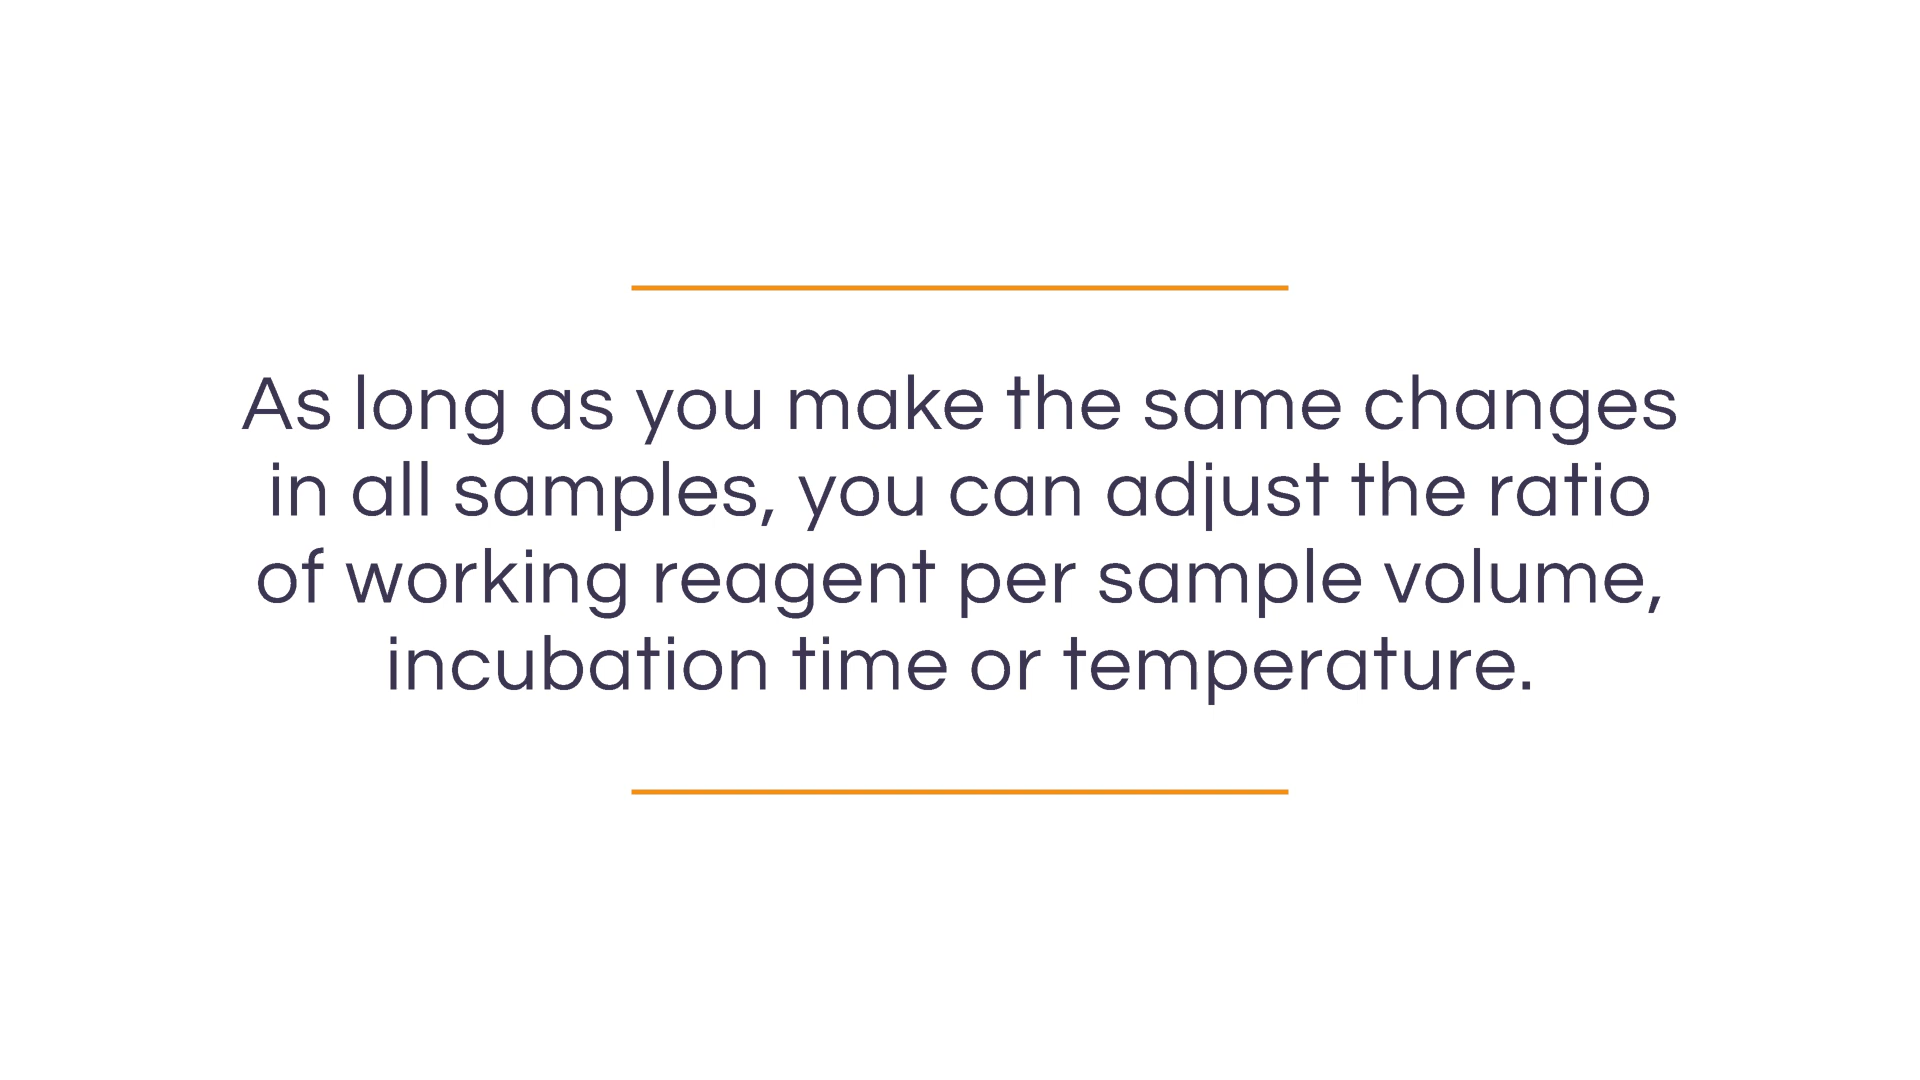 As long as you make the same changes
in all samples, you can adjust the ratio
of working reagent per sample volume,
incubation time or temperature.